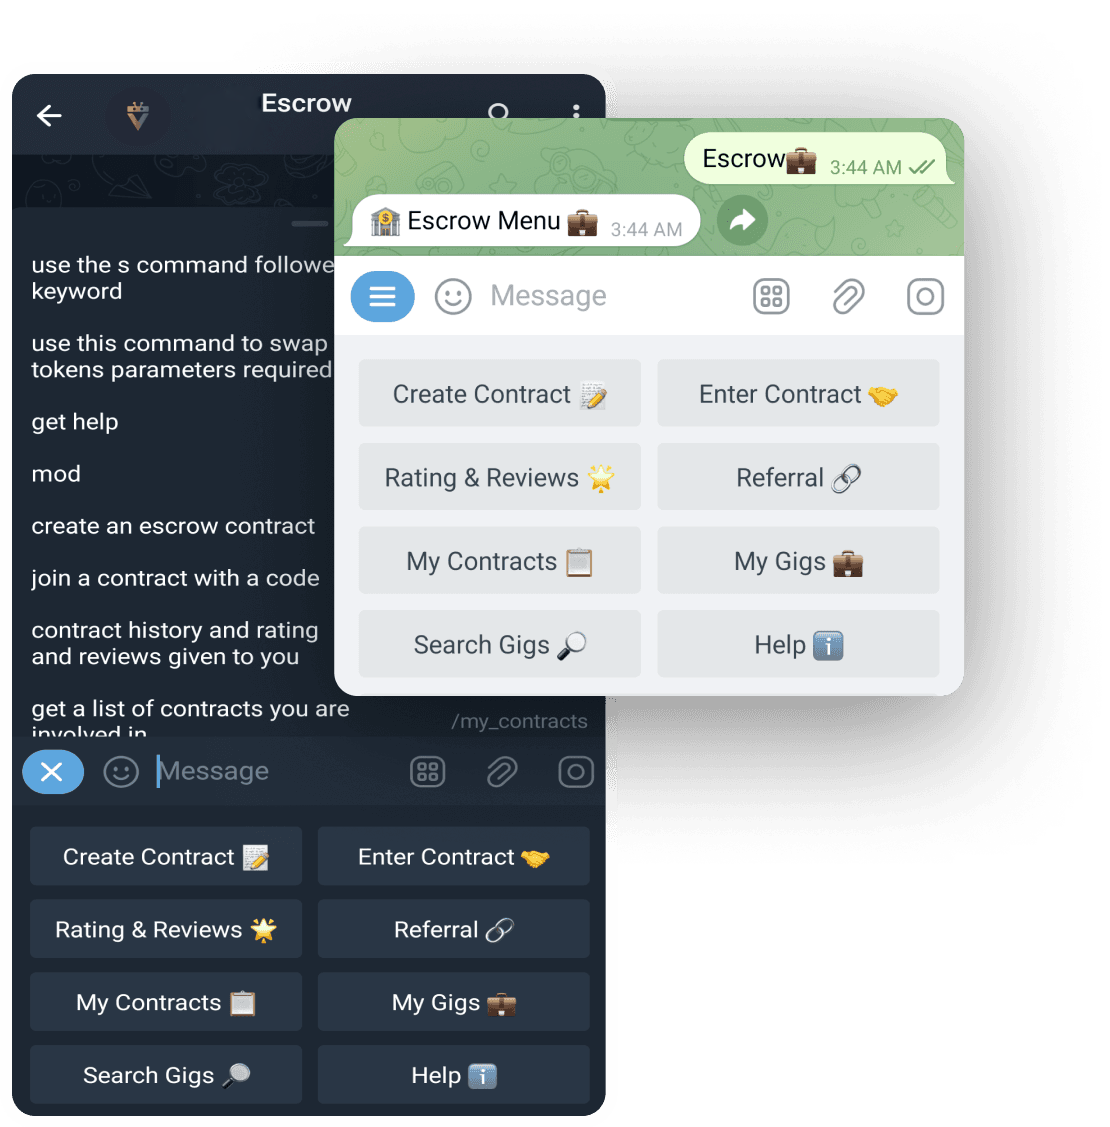 Escrow
use the s command followe
keyword
use this command to swap
tokens parameters required
get help
mod
create an escrow contract
join a contract with a code
contract history and rating
and reviews given to you
get a list of contracts you are
involved in
/my_contracts
Message
Create Contract 📝
Enter Contract 🤝
Rating & Reviews 🌟
Referral 🔗
My Contracts 📋
My Gigs 💼
Search Gigs 🔎
Help ℹ️
Escrow💼 3:44 AM
🏦 Escrow Menu 💼 3:44 AM
Message
Create Contract 📝
Enter Contract 🤝
Rating & Reviews 🌟
Referral 🔗
My Contracts 📋
My Gigs 💼
Search Gigs 🔎
Help ℹ️